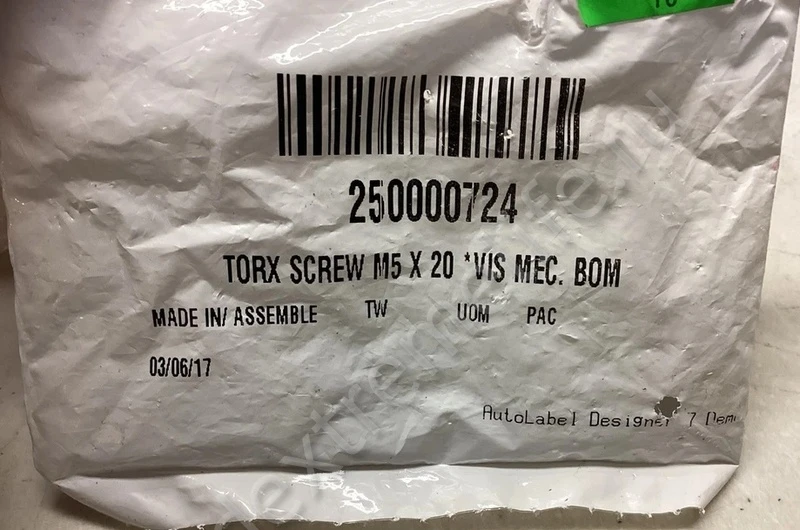 250000724
TORX SCREW M5 X 20 *VIS MEC. BOM
MADE IN/ ASSEMBLE TW UOM PAC
03/06/17
AutoLabel Designer 7 Dem